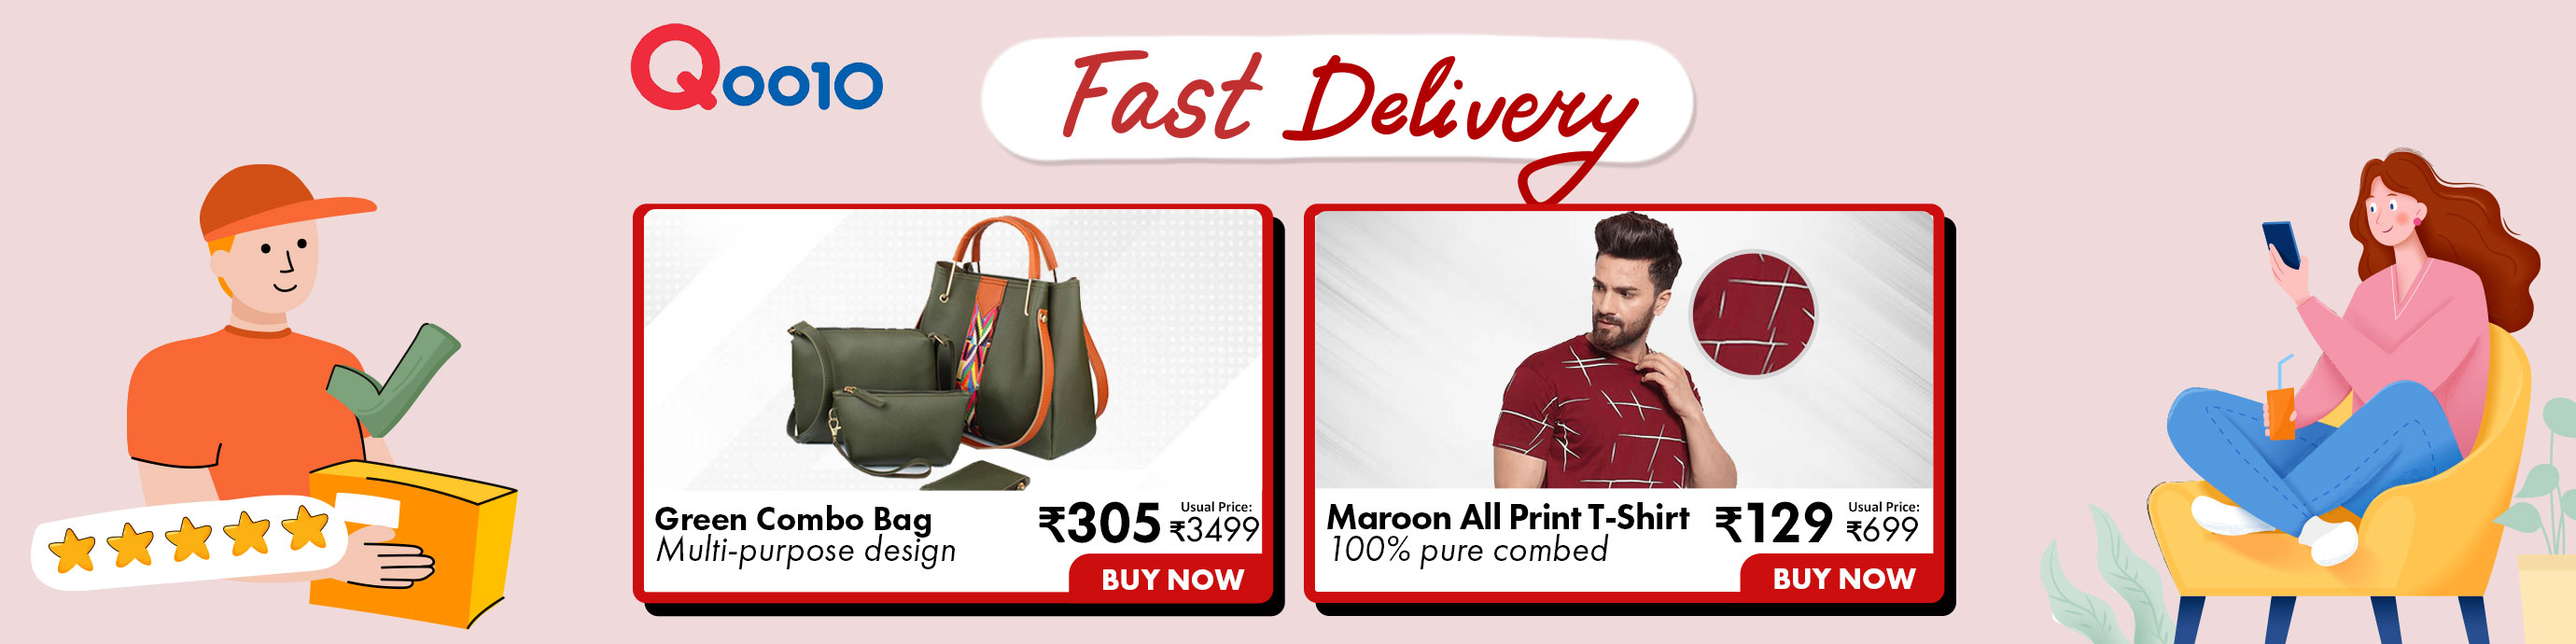 Qoo10
Fast Delivery
Green Combo Bag
Multi-purpose design
₹305
Usual Price:
₹3499
BUY NOW
Maroon All Print T-Shirt
100% pure combed
₹129
Usual Price:
₹699
BUY NOW